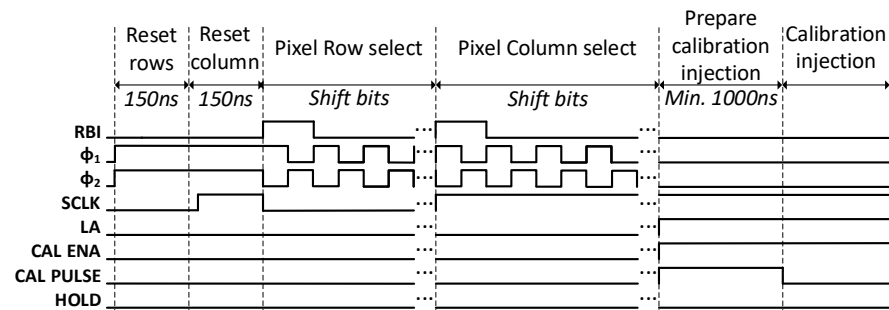 Reset rows
Reset column
Pixel Row select
Pixel Column select
Prepare calibration injection
Calibration injection
150ns
150ns
Shift bits
Shift bits
Min. 1000ns
RBI
Φ₁
Φ₂
SCLK
LA
CAL ENA
CAL PULSE
HOLD